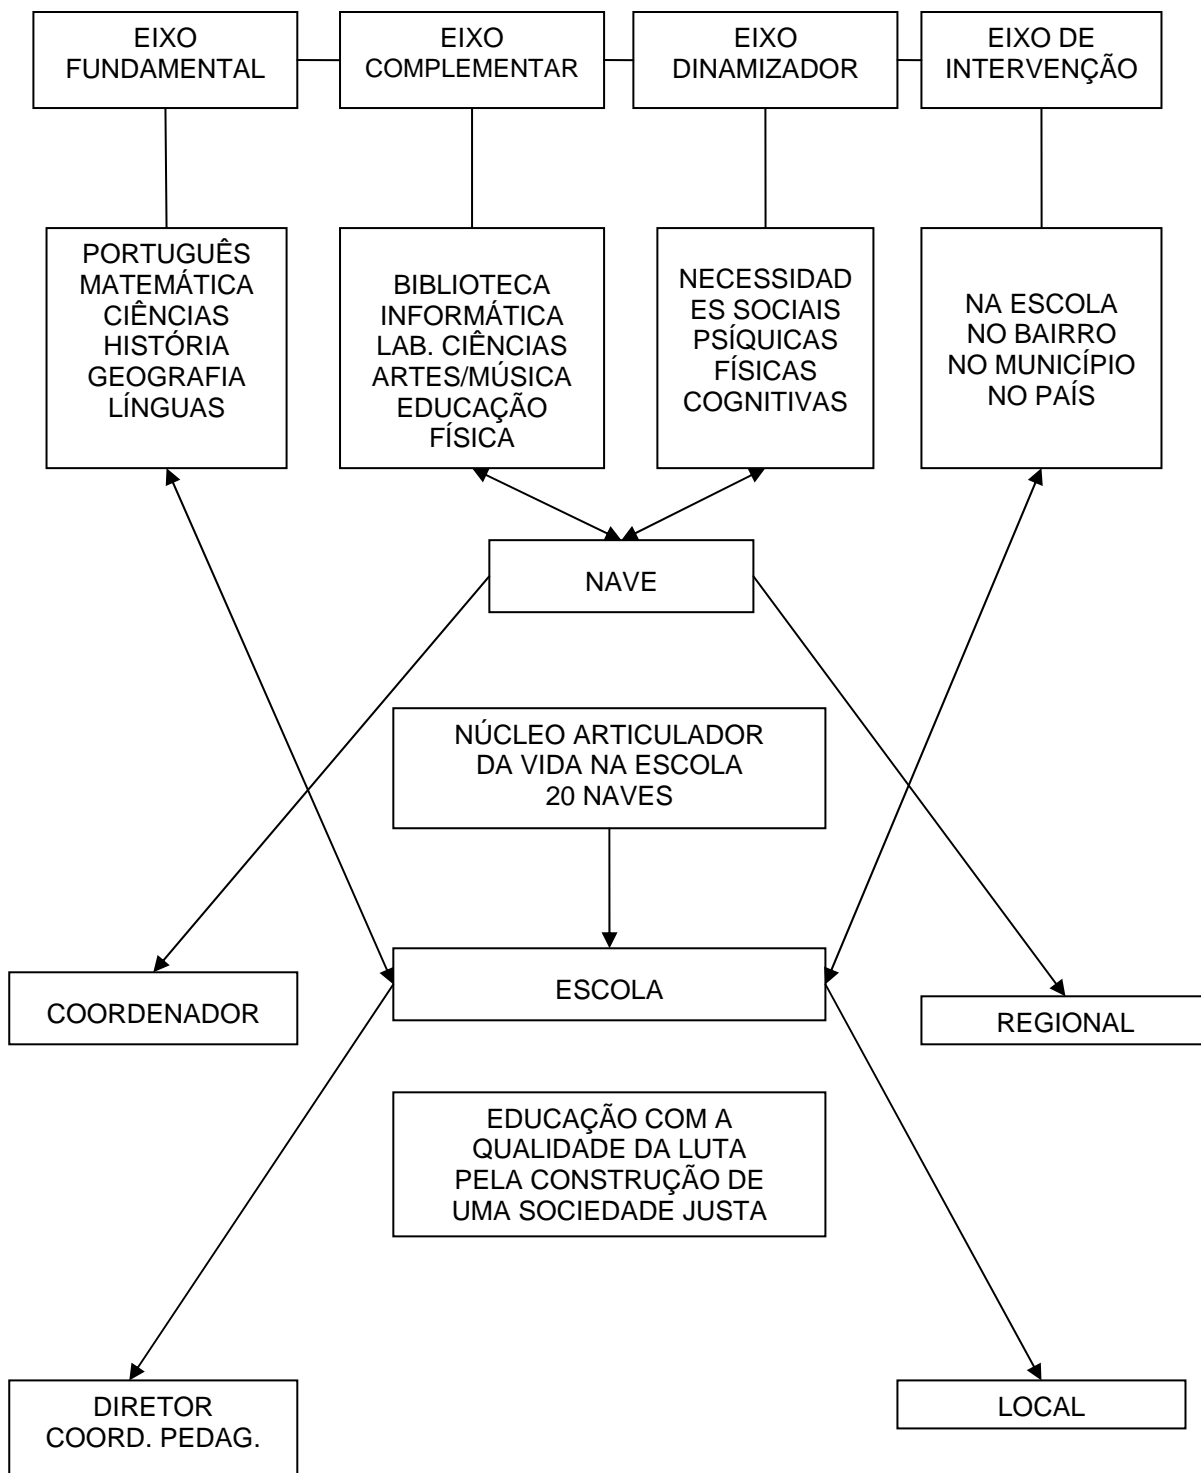 EIXO
FUNDAMENTAL
EIXO
COMPLEMENTAR
EIXO
DINAMIZADOR
EIXO DE
INTERVENÇÃO
PORTUGUÊS
MATEMÁTICA
CIÊNCIAS
HISTÓRIA
GEOGRAFIA
LÍNGUAS
BIBLIOTECA
INFORMÁTICA
LAB. CIÊNCIAS
ARTES/MÚSICA
EDUCAÇÃO
FÍSICA
NECESSIDAD
ES SOCIAIS
PSÍQUICAS
FÍSICAS
COGNITIVAS
NA ESCOLA
NO BAIRRO
NO MUNICÍPIO
NO PAÍS
NAVE
NÚCLEO ARTICULADOR
DA VIDA NA ESCOLA
20 NAVES
COORDENADOR
ESCOLA
REGIONAL
EDUCAÇÃO COM A
QUALIDADE DA LUTA
PELA CONSTRUÇÃO DE
UMA SOCIEDADE JUSTA
DIRETOR
COORD. PEDAG.
LOCAL